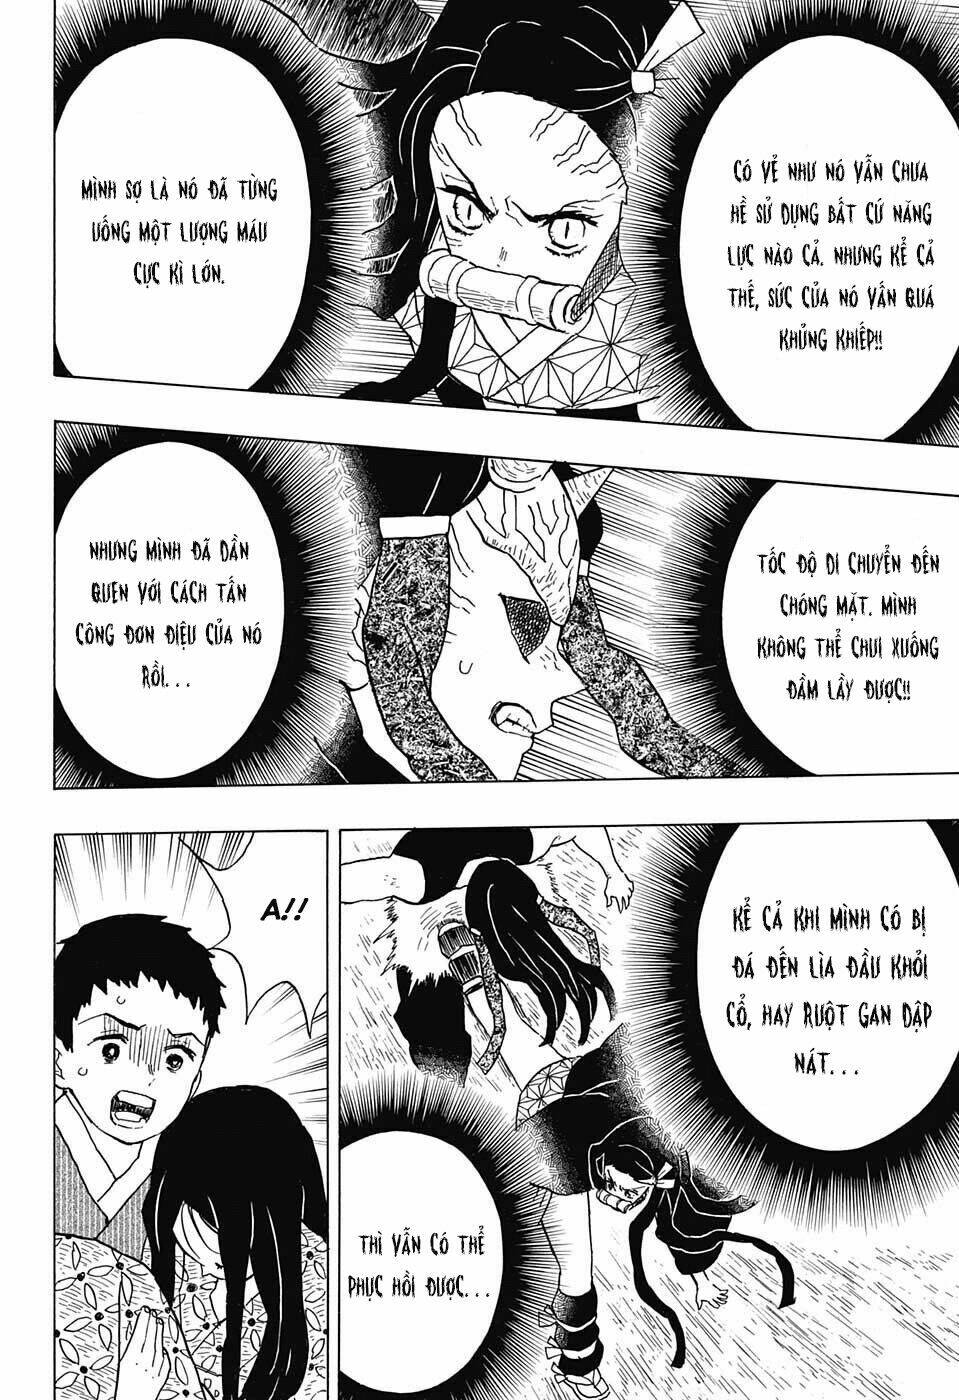 CÓ VẺ NHƯ NÓ VẪN CHƯA
HỀ SỬ DỤNG BẤT CỨ NĂNG
LỰC NÀO CẢ. NHƯNG KỂ CẢ
THẾ, SỨC CỦA NÓ VẪN QUÁ
KHỦNG KHIẾP!!
MÌNH SỢ LÀ NÓ ĐÃ TỪNG
UỐNG MỘT LƯỢNG MÁU
CỰC KÌ LỚN.
TỐC ĐỘ DI CHUYỂN ĐẾN
CHÓNG MẶT. MÌNH
KHÔNG THỂ CHUI XUỐNG
ĐẦM LẦY ĐƯỢC!!
NHƯNG MÌNH ĐÃ DẦN
QUEN VỚI CÁCH TẤN
CÔNG ĐƠN ĐIỆU CỦA NÓ
RỒI...
KỂ CẢ KHI MÌNH CÓ BỊ
ĐÁ ĐẾN LÌA ĐẦU KHỎI
CỔ, HAY RUỘT GAN DẬP
NÁT...
THÌ VẪN CÓ THỂ
PHỤC HỒI ĐƯỢC...
A!!